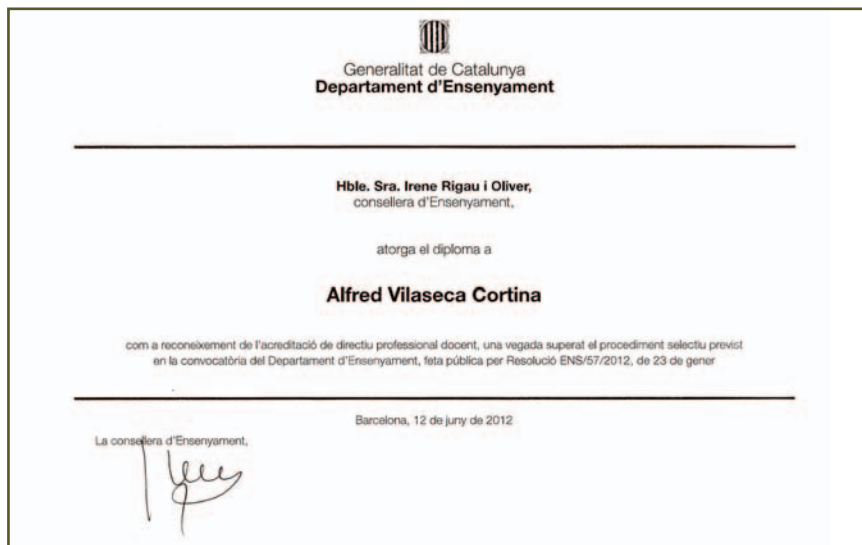 Generalitat de Catalunya
Departament d'Ensenyament
Hble. Sra. Irene Rigau i Oliver,
consellera d'Ensenyament,
atorga el diploma a
Alfred Vilaseca Cortina
com a reconeixement de l'acreditació de directiu professional docent, una vegada superat el procediment selectiu previst
en la convocatòria del Departament d'Ensenyament, feta pública per Resolució ENS/57/2012, de 23 de gener
Barcelona, 12 de juny de 2012
La consellera d'Ensenyament,